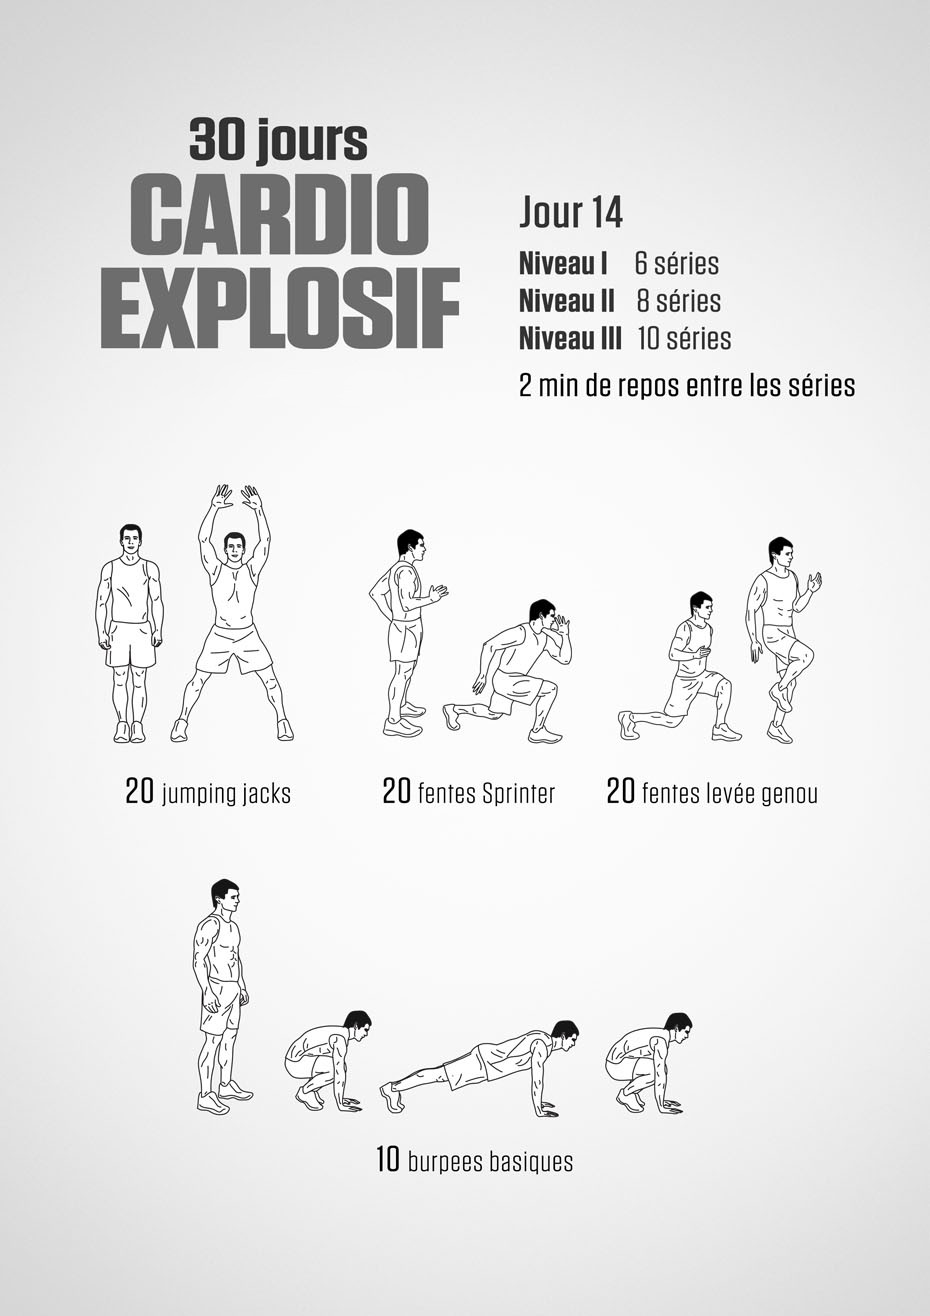 30 jours
CARDIO
EXPLOSIF
Jour 14
Niveau I 6 séries
Niveau II 8 séries
Niveau III 10 séries
2 min de repos entre les séries
20 jumping jacks
20 fentes Sprinter
20 fentes levée genou
10 burpees basiques